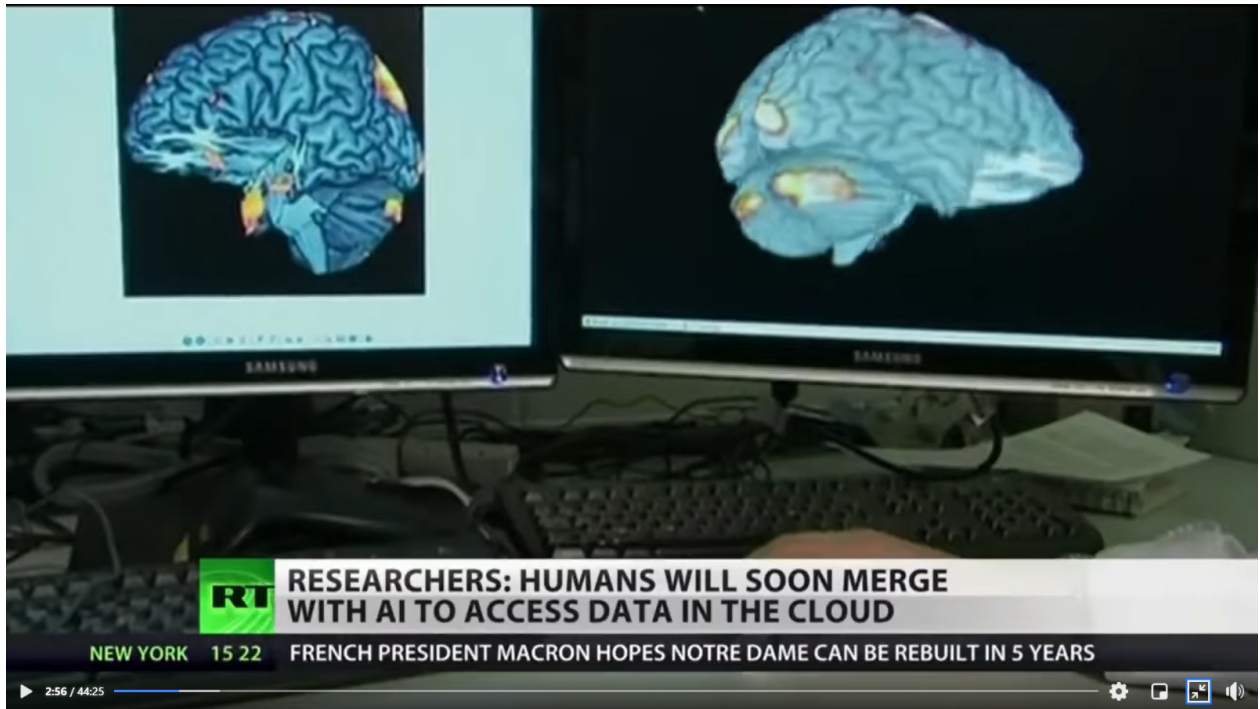 SAMSUNG
SAMSUNG
RT
RESEARCHERS: HUMANS WILL SOON MERGE
WITH AI TO ACCESS DATA IN THE CLOUD
NEW YORK 15 22 FRENCH PRESIDENT MACRON HOPES NOTRE DAME CAN BE REBUILT IN 5 YEARS
2:56 / 44:25